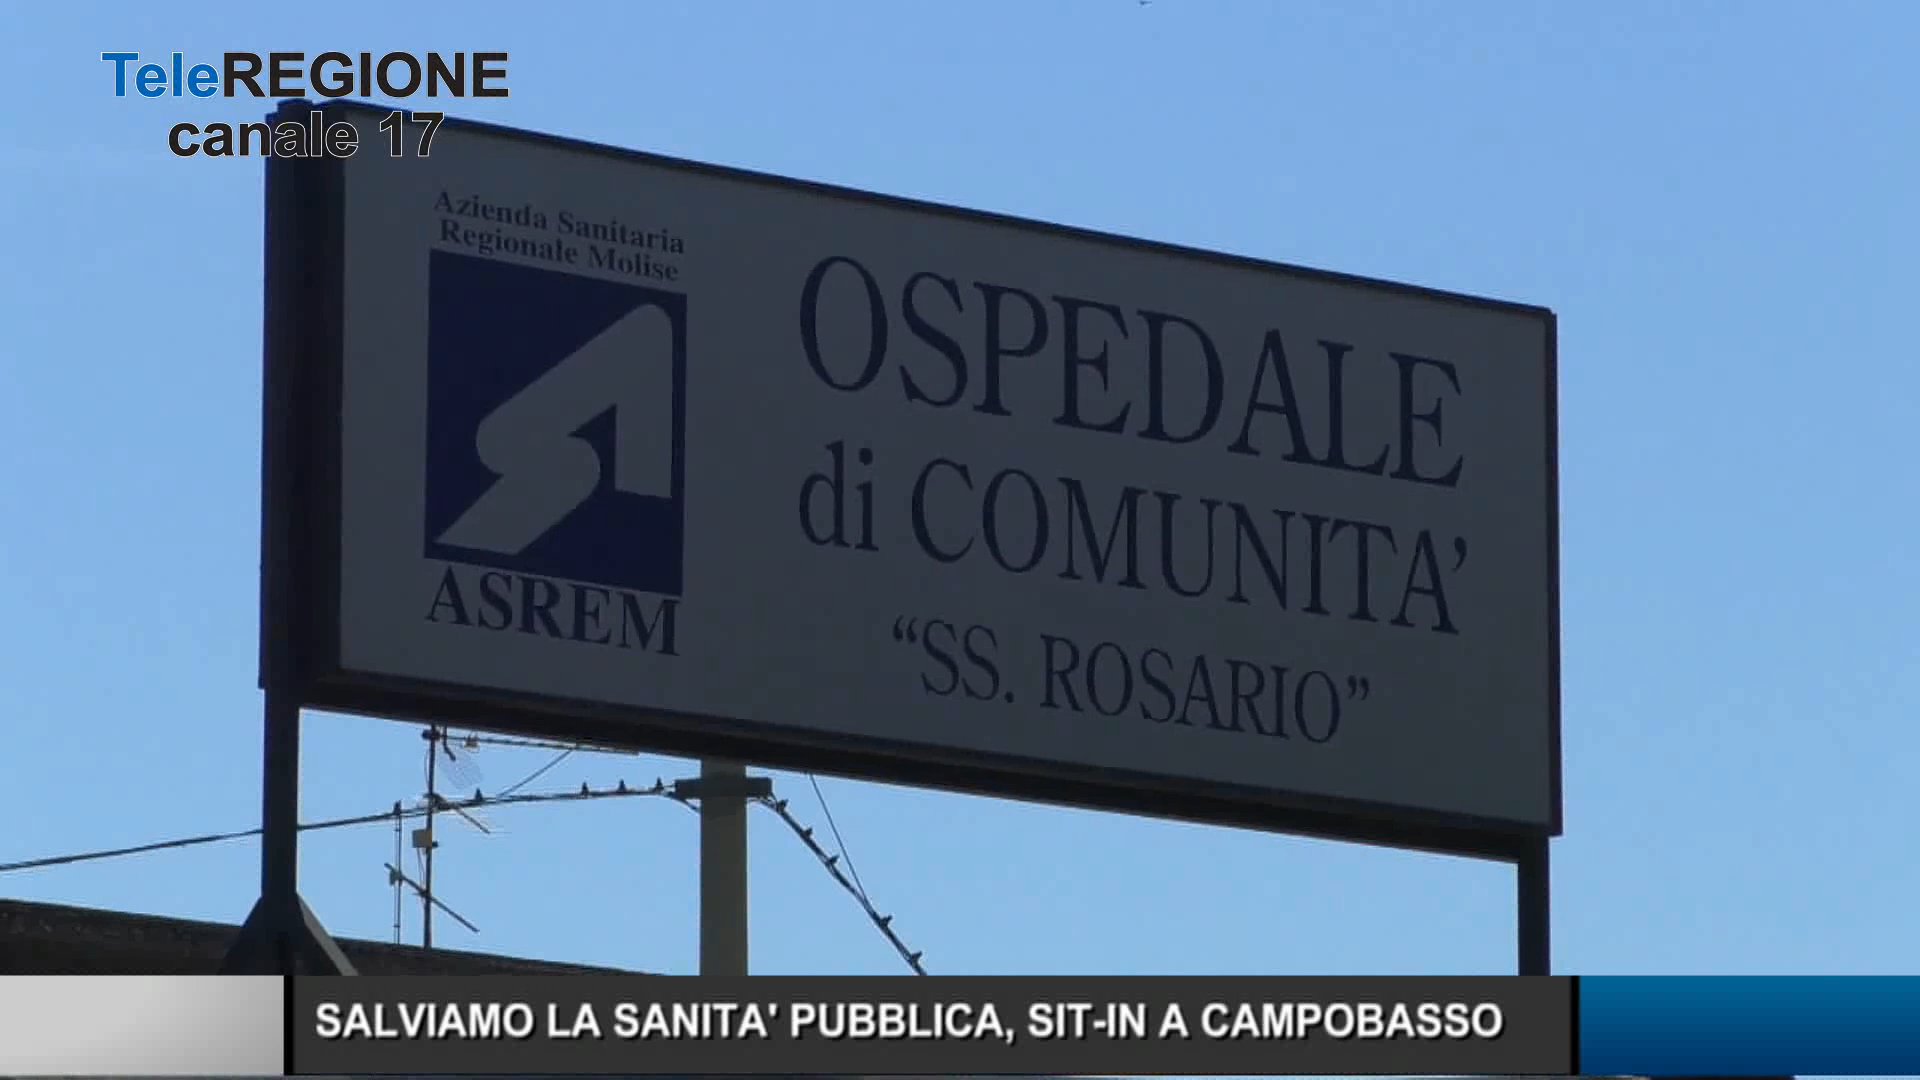 TeleREGIONE
canale 17
Azienda Sanitaria
Regionale Molise
ASREM
OSPEDALE
di COMUNITA'
“SS. ROSARIO”
SALVIAMO LA SANITA' PUBBLICA, SIT-IN A CAMPOBASSO